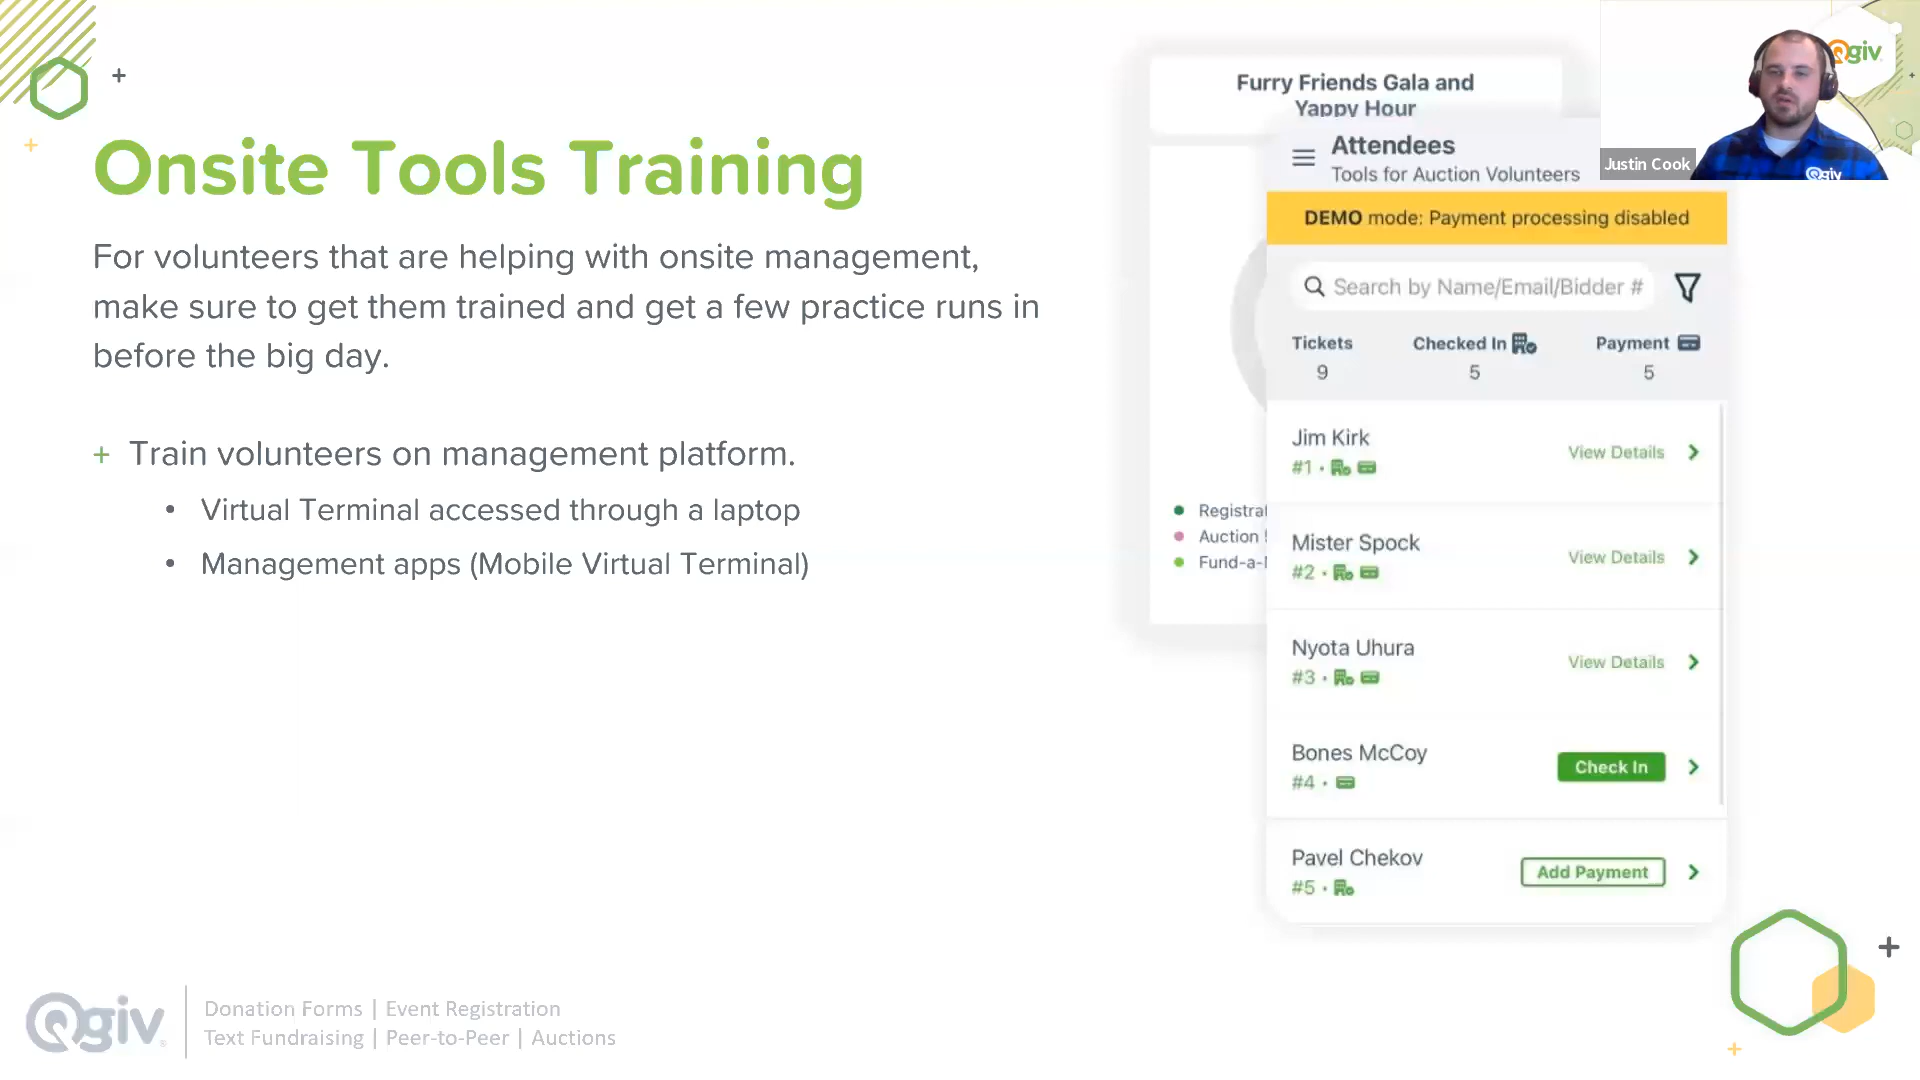 Onsite Tools Training
For volunteers that are helping with onsite management,
make sure to get them trained and get a few practice runs in
before the big day.
+ Train volunteers on management platform.
• Virtual Terminal accessed through a laptop
• Management apps (Mobile Virtual Terminal)
Furry Friends Gala and
Yappy Hour
Attendees
Tools for Auction Volunteers
DEMO mode: Payment processing disabled
Search by Name/Email/Bidder #
Tickets Checked In Payment
9 5 5
Jim Kirk
#1 • View Details
Mister Spock
#2 • View Details
Nyota Uhura
#3 • View Details
Bones McCoy
#4 • Check In
Pavel Chekov
#5 • Add Payment
Registrat
Auction
Fund-a-
Qgiv
Justin Cook
Qgiv
Qgiv
Donation Forms | Event Registration
Text Fundraising | Peer-to-Peer | Auctions